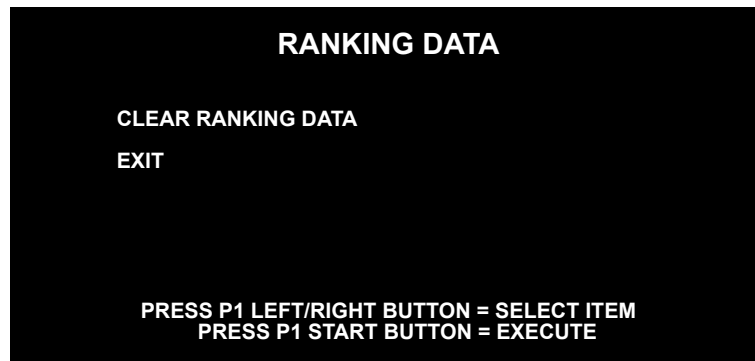 RANKING DATA
CLEAR RANKING DATA
EXIT
PRESS P1 LEFT/RIGHT BUTTON = SELECT ITEM
PRESS P1 START BUTTON = EXECUTE